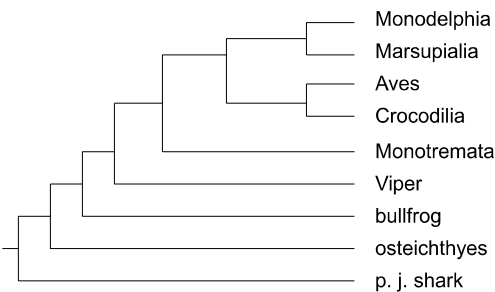 Monodelphia
Marsupialia
Aves
Crocodilia
Monotremata
Viper
bullfrog
osteichthyes
p. j. shark